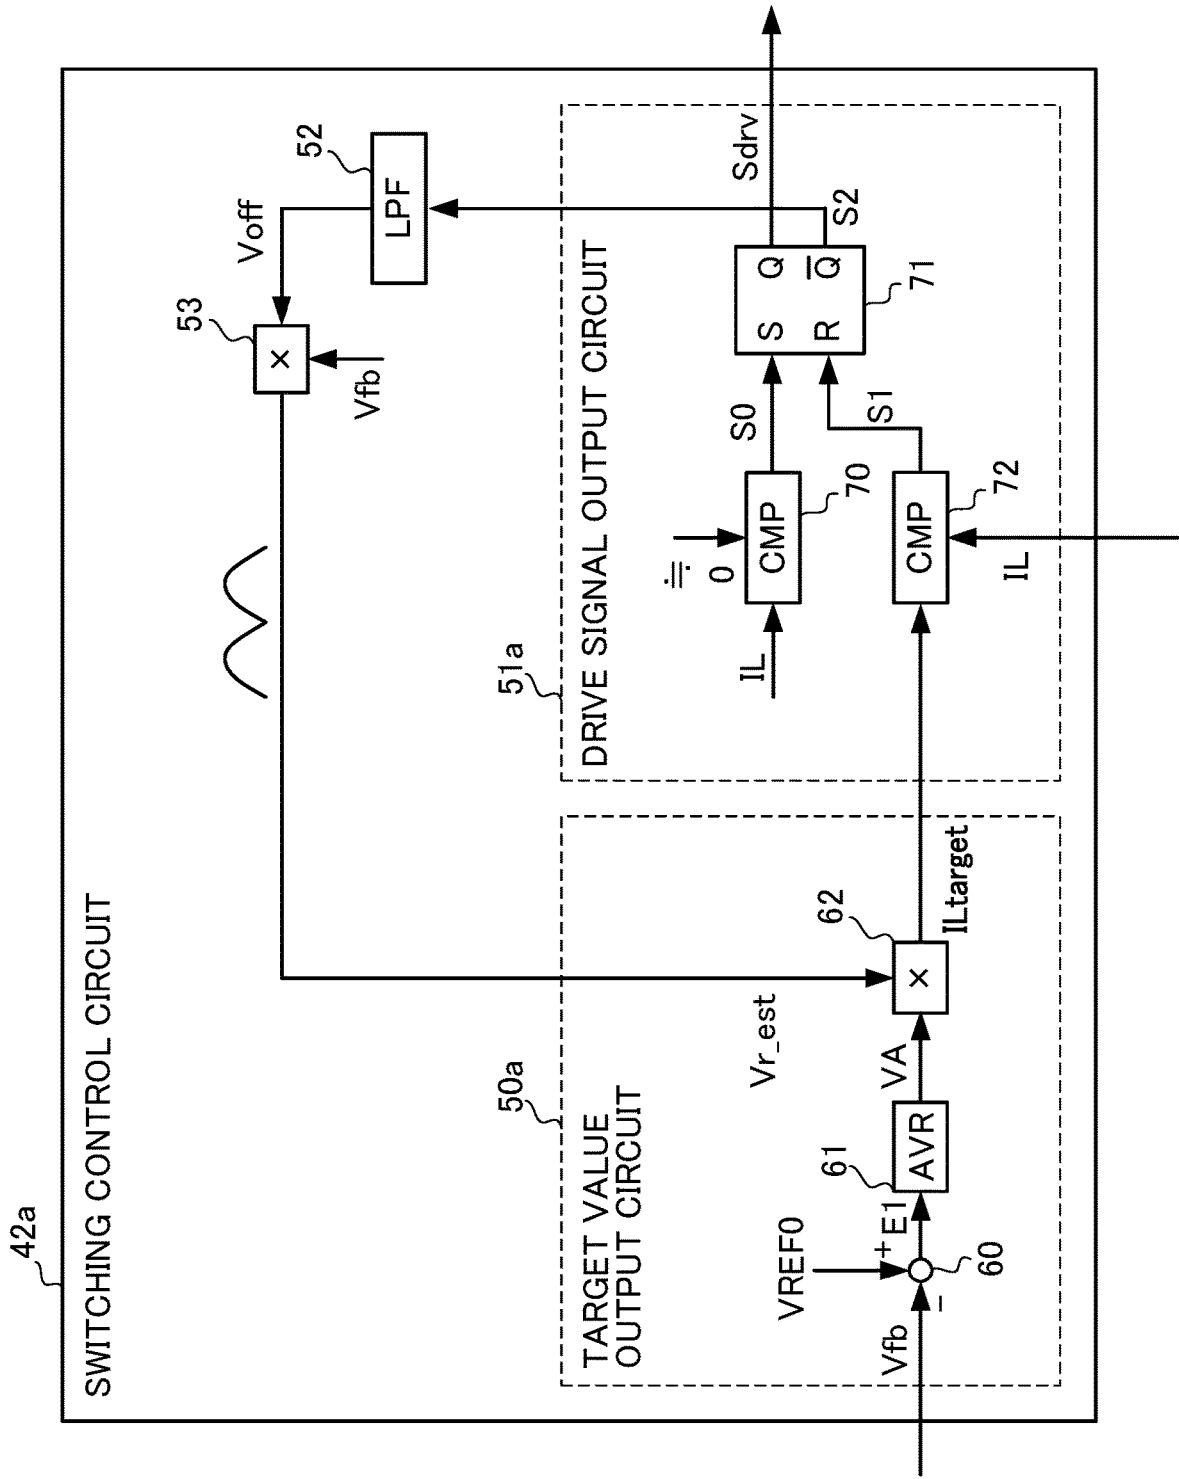 42a
SWITCHING CONTROL CIRCUIT
53
×
Vfb
Voff
52
LPF
50a
TARGET VALUE
OUTPUT CIRCUIT
VREF0
Vfb
+
−
60
E1
61
AVR
VA
Vr_est
62
×
ILtarget
51a
DRIVE SIGNAL OUTPUT CIRCUIT
≒
0
IL
CMP
70
S0
CMP
72
IL
S1
S Q
R Q̅
71
Sdrv
S2